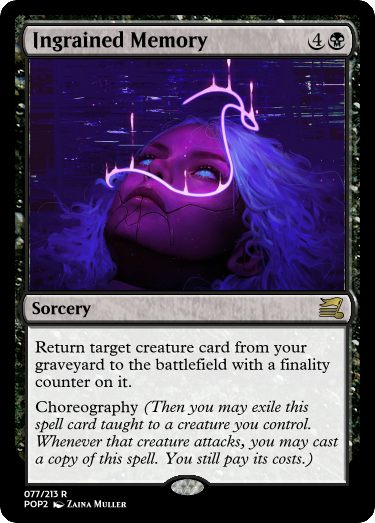 Ingrained Memory 4
Sorcery
Return target creature card from your
graveyard to the battlefield with a finality
counter on it.
Choreography (Then you may exile this
spell card taught to a creature you control.
Whenever that creature attacks, you may cast
a copy of this spell. You still pay its costs.)
077/213 R
POP2 Zaina Muller